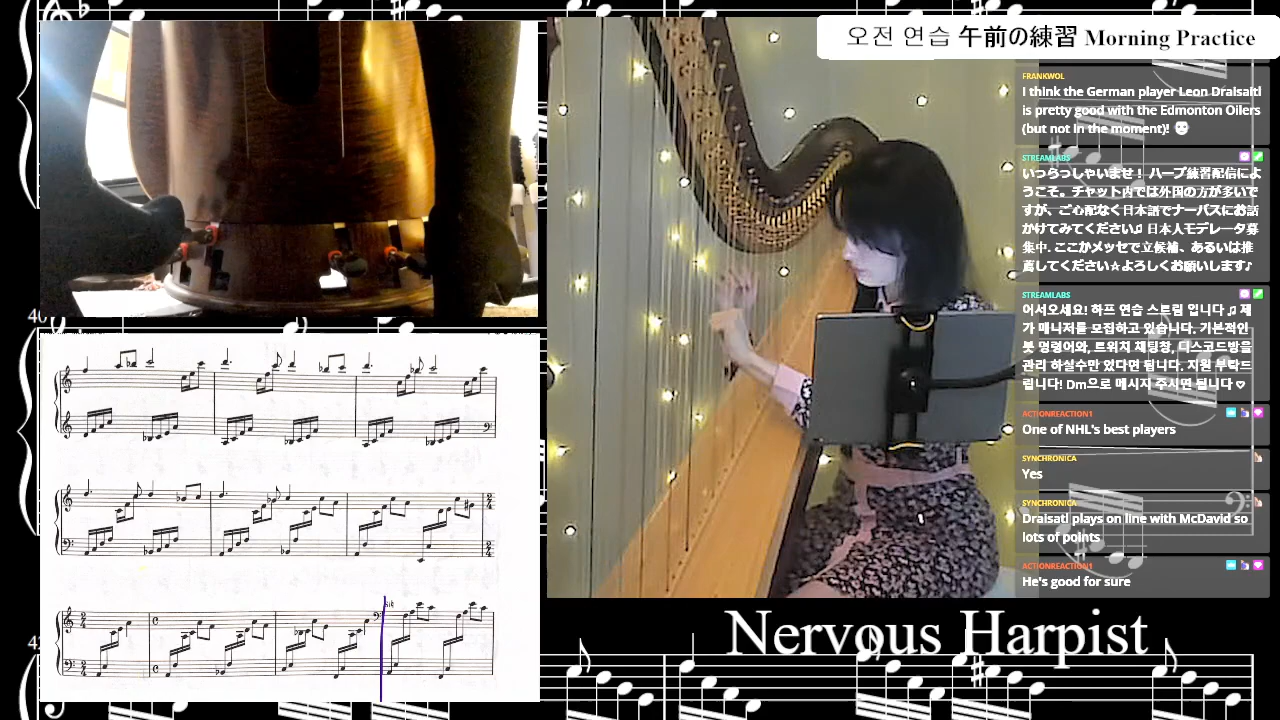 오전 연습 午前の練習 Morning Practice
FRANKWOL
I think the German player Leon Draisaitl
is pretty good with the Edmonton Oilers
(but not in the moment)!
STREAMLABS
いらっしゃいませ！ ハープ練習配信によ
うこそ。チャット内では外国の方が多いで
すが、ご心配なく日本語でナーバスにお話
かけてみてください♫ 日本人モデレータ募
集中. ここかメッセで立候補、あるいは推
薦してください☆よろしくお願いします♪
STREAMLABS
어서오세요! 하프 연습 스트림 입니다 ♫ 제
가 매니저를 모집하고 있습니다. 기본적인
봇 명령어와, 트위치 채팅창, 디스코드방을
관리 하실수만 있다면 됩니다. 지원 부탁드
립니다! Dm으로 메시지 주시면 됩니다 ♡
ACTIONREACTION1
One of NHL's best players
SYNCHRONICA
Yes
SYNCHRONICA
Draisatl plays on line with McDavid so
lots of points
ACTIONREACTION1
He's good for sure
Nervous Harpist